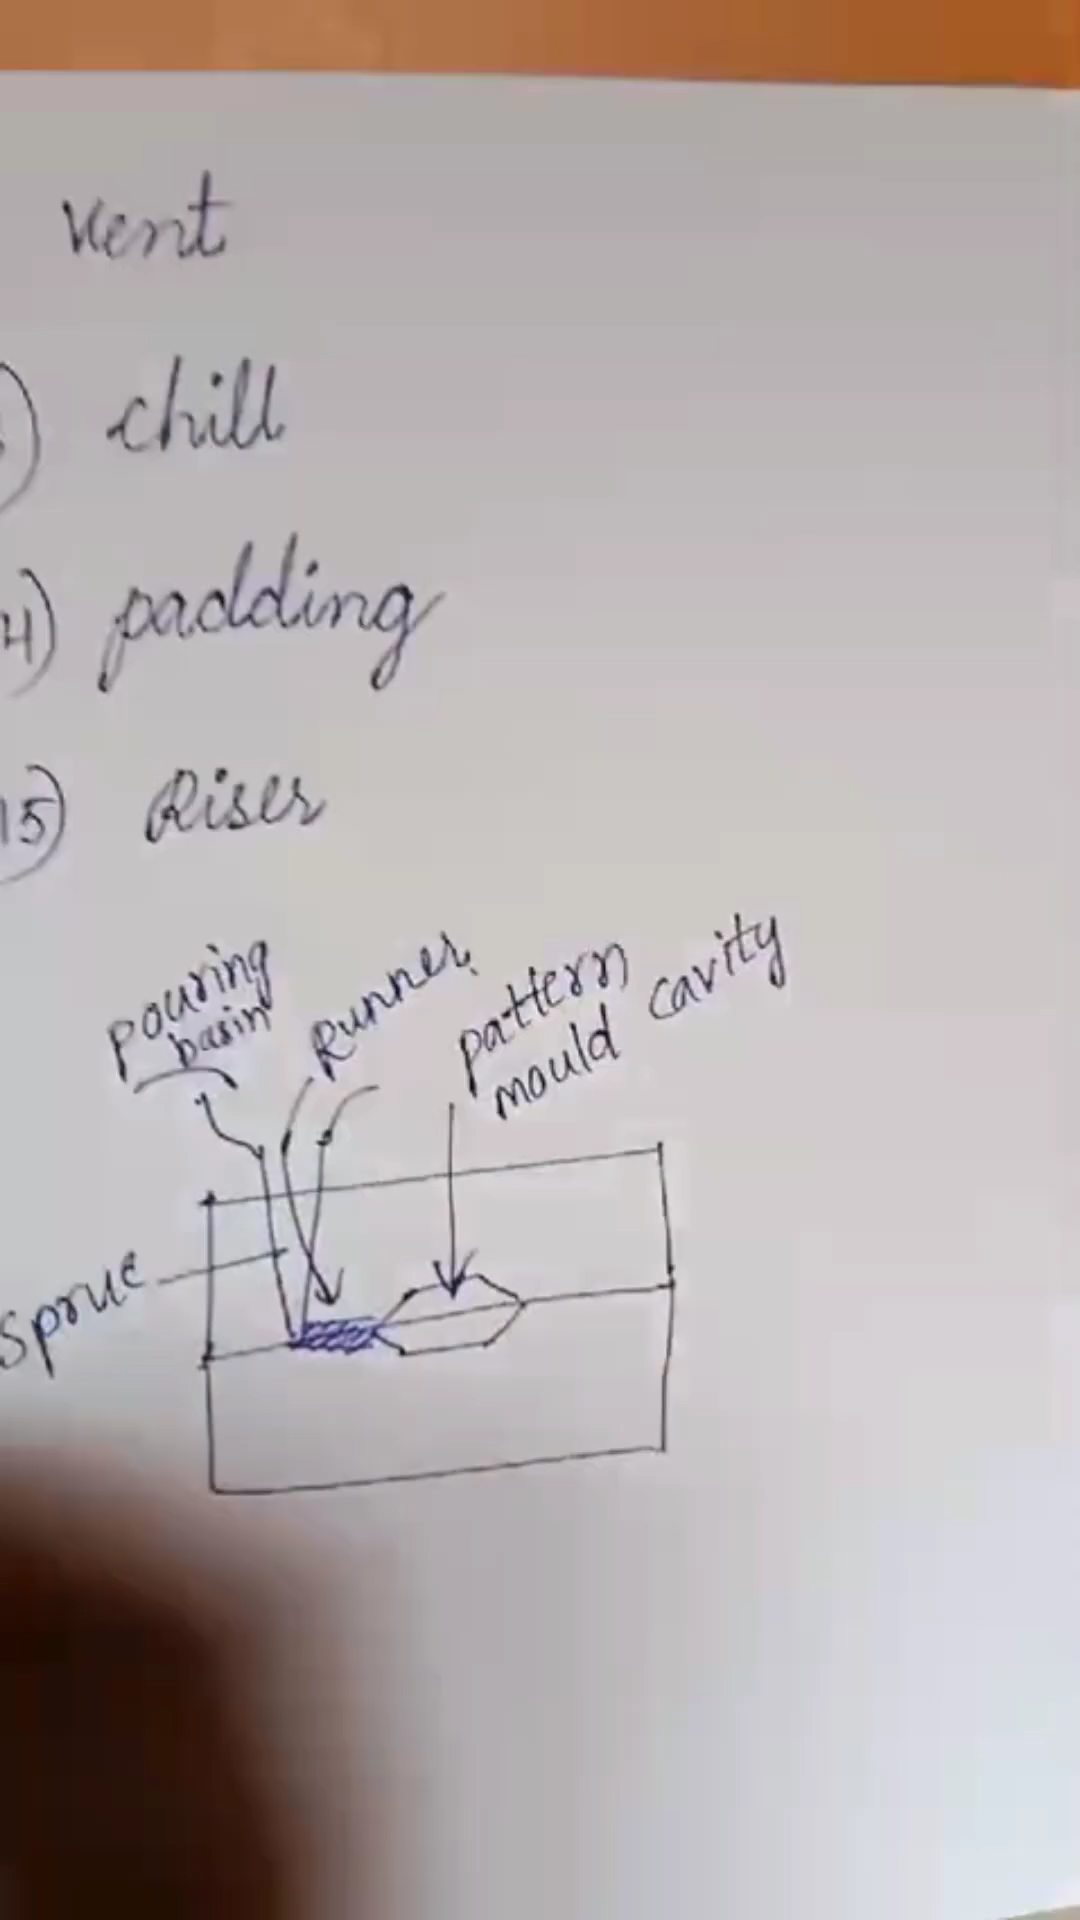 Vent
) chill
4) padding
15) Riser
pouring
basin
Runner
pattern
mould cavity
sprue